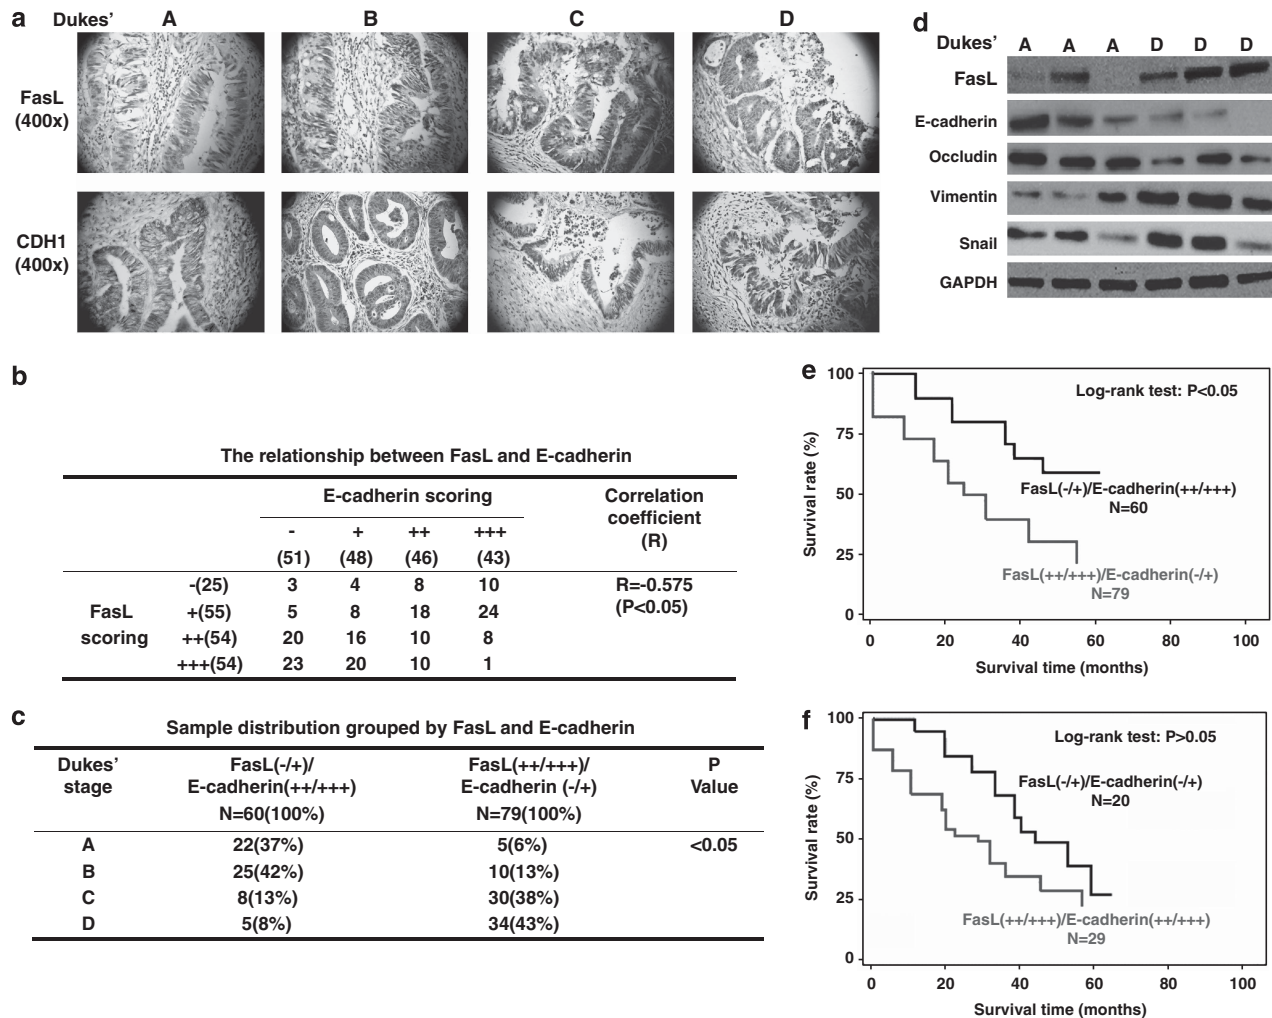 a
Dukes' A B C D
FasL
(400x)
CDH1
(400x)
d
Dukes' A A A D D D
FasL
E-cadherin
Occludin
Vimentin
Snail
GAPDH
b
The relationship between FasL and E-cadherin
E-cadherin scoring
Correlation
coefficient
(R)
- + ++ +++
(51) (48) (46) (43)
FasL
scoring
-(25) 3 4 8 10 R=-0.575
+(55) 5 8 18 24 (P<0.05)
++(54) 20 16 10 8
+++(54) 23 20 10 1
c
Sample distribution grouped by FasL and E-cadherin
Dukes'
stage
FasL(-/+)/
E-cadherin(++/+++)
N=60(100%)
FasL(++/+++)/
E-cadherin (-/+)
N=79(100%)
P
Value
A 22(37%) 5(6%) <0.05
B 25(42%) 10(13%)
C 8(13%) 30(38%)
D 5(8%) 34(43%)
e
Survival rate (%)
100
75
50
25
0
Log-rank test: P<0.05
FasL(-/+)/E-cadherin(++/+++)
N=60
FasL(++/+++)/E-cadherin(-/+)
N=79
0 20 40 60 80 100
Survival time (months)
f
Survival rate (%)
100
75
50
25
0
Log-rank test: P>0.05
FasL(-/+)/E-cadherin(-/+)
N=20
FasL(++/+++)/E-cadherin(++/+++)
N=29
0 20 40 60 80 100
Survival time (months)